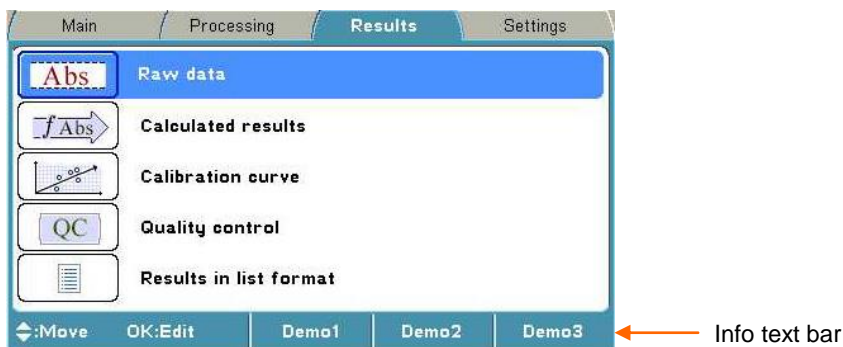 Main Processing Results Settings
Abs Raw data
f Abs Calculated results
Calibration curve
QC Quality control
Results in list format
:Move OK:Edit Demo1 Demo2 Demo3 Info text bar